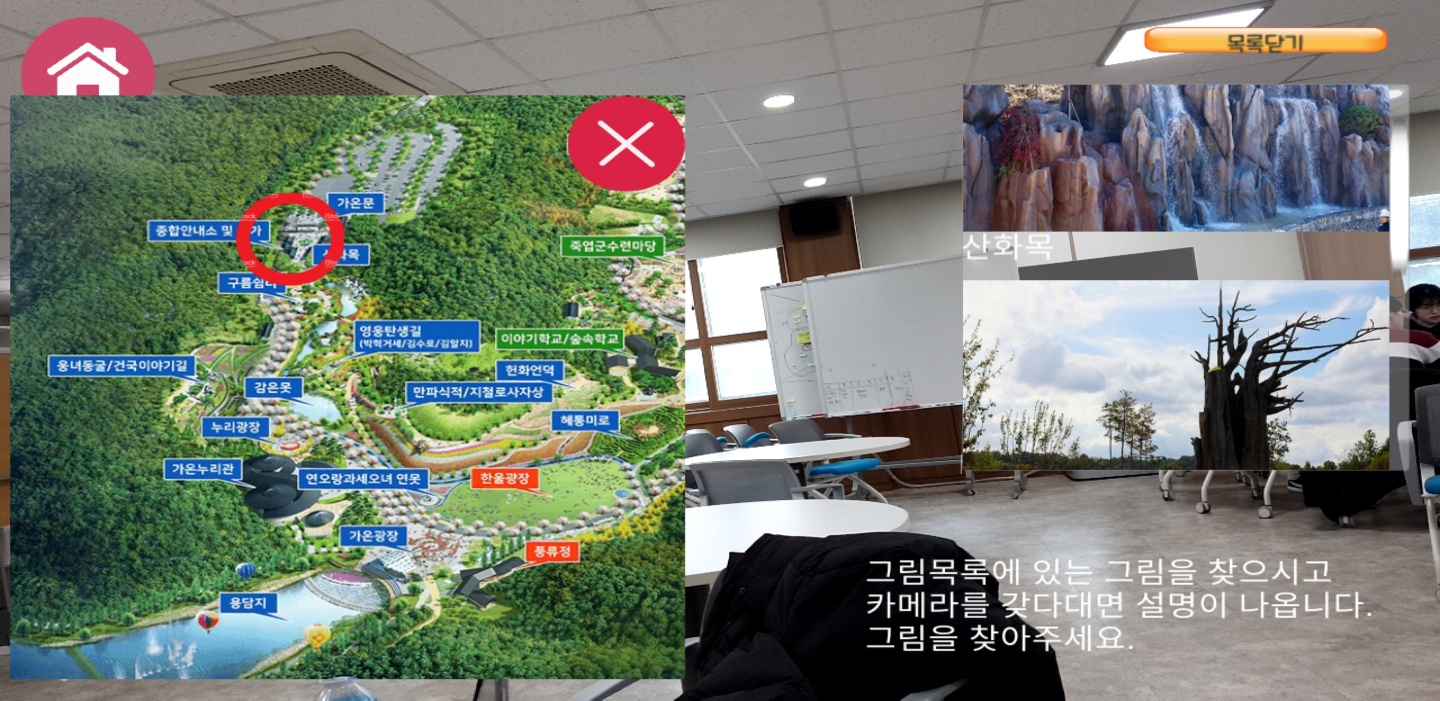 목록닫기
가온문
종합안내소 및
화목
구름쉼터
죽엽군수련마당
영웅탄생길
(박혁거세/김수로/김알지)
이야기학교/숲속학교
웅녀동굴/건국이야기길
헌화언덕
감은못
만파식적/지철로사자상
누리광장
혜통미로
가온누리관
연오랑과세오녀 연못
한울광장
가온광장
풍류정
용담지
산화목
그림목록에 있는 그림을 찾으시고
카메라를 갖다대면 설명이 나옵니다.
그림을 찾아주세요.